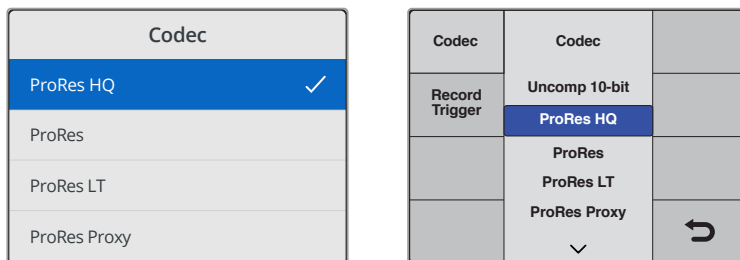 Codec
ProRes HQ
ProRes
ProRes LT
ProRes Proxy
Codec
Record
Trigger
Codec
Uncomp 10-bit
ProRes HQ
ProRes
ProRes LT
ProRes Proxy